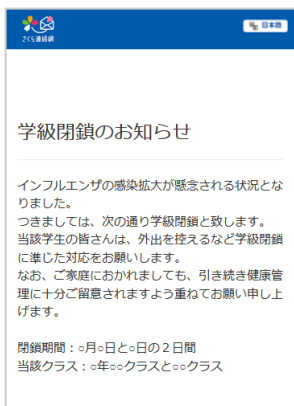 さくら連絡網
日本語
学級閉鎖のお知らせ
インフルエンザの感染拡大が懸念される状況とな
りました。
つきましては、次の通り学級閉鎖と致します。
当該学生の皆さんは、外出を控えるなど学級閉鎖
に準じた対応をお願いします。
なお、ご家庭におかれましても、引き続き健康管
理に十分ご留意されますよう重ねてお願い申し上
げます。
閉鎖期間：○月○日と○日の２日間
当該クラス：○年○○クラスと○○クラス